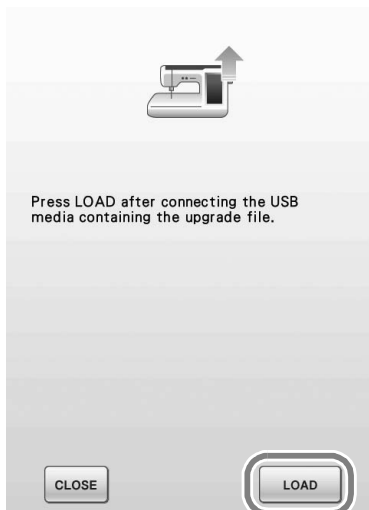 Press LOAD after connecting the USB
media containing the upgrade file.
CLOSE
LOAD